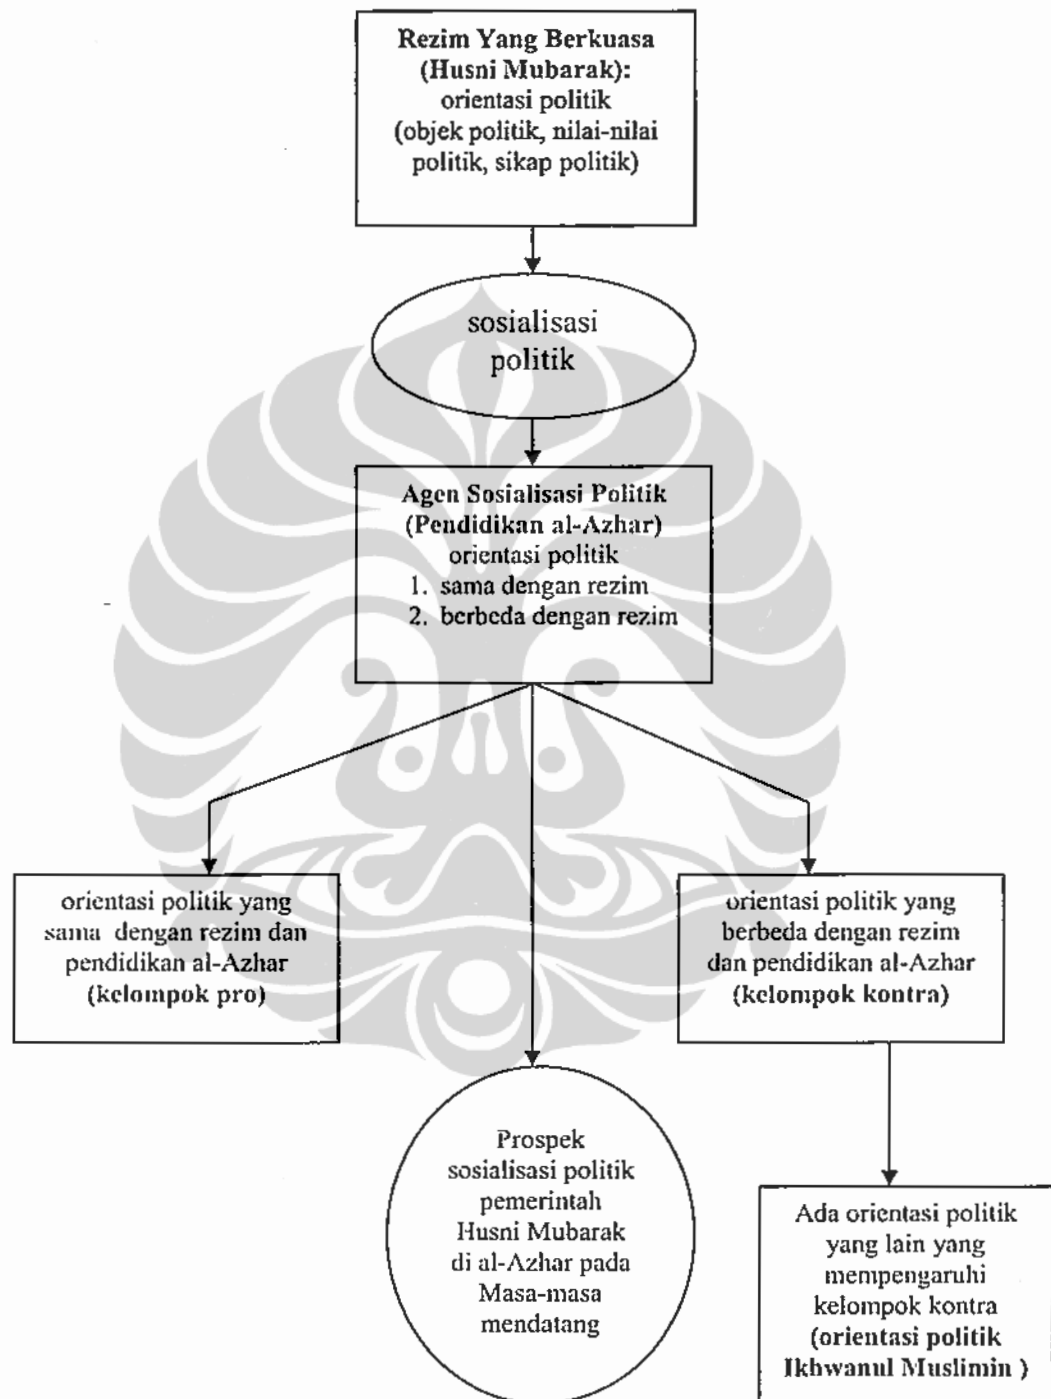 Rezim Yang Berkuasa
(Husni Mubarak):
orientasi politik
(objek politik, nilai-nilai
politik, sikap politik)
sosialisasi
politik
Agen Sosialisasi Politik
(Pendidikan al-Azhar)
orientasi politik
1. sama dengan rezim
2. berbeda dengan rezim
orientasi politik yang
sama dengan rezim dan
pendidikan al-Azhar
(kelompok pro)
orientasi politik yang
berbeda dengan rezim
dan pendidikan al-Azhar
(kelompok kontra)
Prospek
sosialisasi politik
pemerintah
Husni Mubarak
di al-Azhar pada
Masa-masa
mendatang
Ada orientasi politik
yang lain yang
mempengaruhi
kelompok kontra
(orientasi politik
Ikhwanul Muslimin )